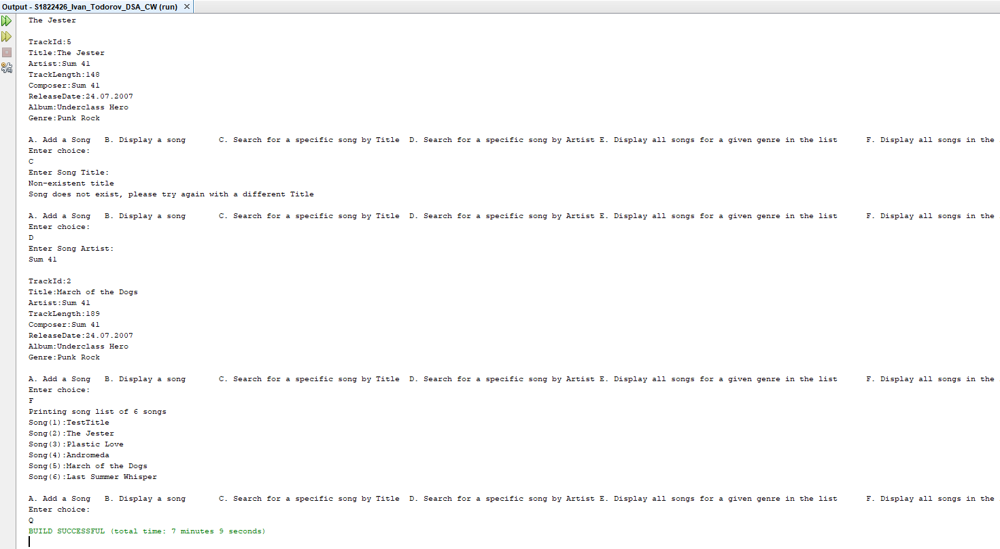 Output - S1822426_Ivan_Todorov_DSA_CW (run)
The Jester
TrackId:5
Title:The Jester
Artist:Sum 41
TrackLength:148
Composer:Sum 41
ReleaseDate:24.07.2007
Album:Underclass Hero
Genre:Punk Rock
A. Add a Song   B. Display a song       C. Search for a specific song by Title  D. Search for a specific song by Artist E. Display all songs for a given genre in the list      F. Display all songs in the
Enter choice:
C
Enter Song Title:
Non-existent title
Song does not exist, please try again with a different Title
A. Add a Song   B. Display a song       C. Search for a specific song by Title  D. Search for a specific song by Artist E. Display all songs for a given genre in the list      F. Display all songs in the
Enter choice:
D
Enter Song Artist:
Sum 41
TrackId:2
Title:March of the Dogs
Artist:Sum 41
TrackLength:189
Composer:Sum 41
ReleaseDate:24.07.2007
Album:Underclass Hero
Genre:Punk Rock
A. Add a Song   B. Display a song       C. Search for a specific song by Title  D. Search for a specific song by Artist E. Display all songs for a given genre in the list      F. Display all songs in the
Enter choice:
F
Printing song list of 6 songs
Song(1):TestTitle
Song(2):The Jester
Song(3):Plastic Love
Song(4):Andromeda
Song(5):March of the Dogs
Song(6):Last Summer Whisper
A. Add a Song   B. Display a song       C. Search for a specific song by Title  D. Search for a specific song by Artist E. Display all songs for a given genre in the list      F. Display all songs in the
Enter choice:
Q
BUILD SUCCESSFUL (total time: 7 minutes 9 seconds)